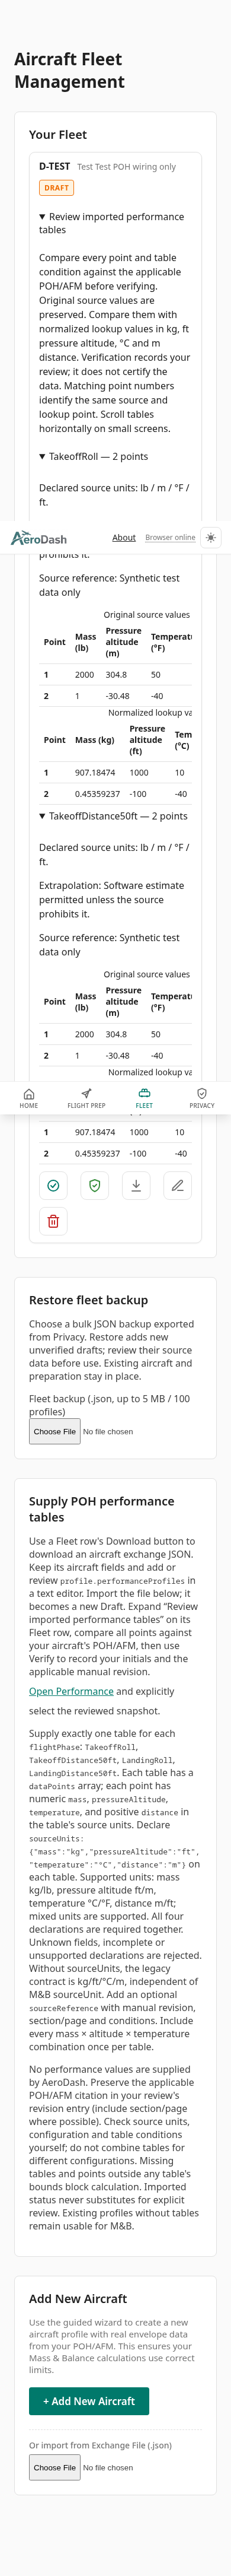 Aircraft Fleet
Management
Your Fleet
D-TEST Test Test POH wiring only
DRAFT
▼ Review imported performance
tables
Compare every point and table
condition against the applicable
POH/AFM before verifying.
Original source values are
preserved. Compare them with
normalized lookup values in kg, ft
pressure altitude, °C and m
distance. Verification records your
review; it does not certify the
data. Matching point numbers
identify the same source and
lookup point. Scroll tables
horizontally on small screens.
▼ TakeoffRoll — 2 points
Declared source units: lb / m / °F /
ft.
AeroDash About Browser online
prohibits it.
Source reference: Synthetic test
data only
Original source values
Point Mass (lb) Pressure altitude (m) Temperatu (°F)
1 2000 304.8 50
2 1 -30.48 -40
Normalized lookup va
Point Mass (kg) Pressure altitude (ft) Tem (°C)
1 907.18474 1000 10
2 0.45359237 -100 -40
▼ TakeoffDistance50ft — 2 points
Declared source units: lb / m / °F /
ft.
Extrapolation: Software estimate
permitted unless the source
prohibits it.
Source reference: Synthetic test
data only
Original source values
Point Mass (lb) Pressure altitude (m) Temperatu (°F)
1 2000 304.8 50
2 1 -30.48 -40
Normalized lookup va
HOME FLIGHT PREP FLEET PRIVACY
1 907.18474 1000 10
2 0.45359237 -100 -40
Restore fleet backup
Choose a bulk JSON backup exported
from Privacy. Restore adds new
unverified drafts; review their source
data before use. Existing aircraft and
preparation stay in place.
Fleet backup (.json, up to 5 MB / 100
profiles)
Choose File No file chosen
Supply POH performance
tables
Use a Fleet row's Download button to
download an aircraft exchange JSON.
Keep its aircraft fields and add or
review profile.performanceProfiles in
a text editor. Import the file below; it
becomes a new Draft. Expand “Review
imported performance tables” on its
Fleet row, compare all points against
your aircraft's POH/AFM, then use
Verify to record your initials and the
applicable manual revision.
Open Performance and explicitly
select the reviewed snapshot.
Supply exactly one table for each
flightPhase: TakeoffRoll,
TakeoffDistance50ft, LandingRoll,
LandingDistance50ft. Each table has a
dataPoints array; each point has
numeric mass, pressureAltitude,
temperature, and positive distance in
the table's source units. Declare
sourceUnits:
{"mass":"kg","pressureAltitude":"ft",
"temperature":"°C","distance":"m"} on
each table. Supported units: mass
kg/lb, pressure altitude ft/m,
temperature °C/°F, distance m/ft;
mixed units are supported. All four
declarations are required together.
Unknown fields, incomplete or
unsupported declarations are rejected.
Without sourceUnits, the legacy
contract is kg/ft/°C/m, independent of
M&B sourceUnit. Add an optional
sourceReference with manual revision,
section/page and conditions. Include
every mass × altitude × temperature
combination once per table.
No performance values are supplied
by AeroDash. Preserve the applicable
POH/AFM citation in your review's
revision entry (include section/page
where possible). Check source units,
configuration and table conditions
yourself; do not combine tables for
different configurations. Missing
tables and points outside any table's
bounds block calculation. Imported
status never substitutes for explicit
review. Existing profiles without tables
remain usable for M&B.
Add New Aircraft
Use the guided wizard to create a new
aircraft profile with real envelope data
from your POH/AFM. This ensures your
Mass & Balance calculations use correct
limits.
+ Add New Aircraft
Or import from Exchange File (.json)
Choose File No file chosen